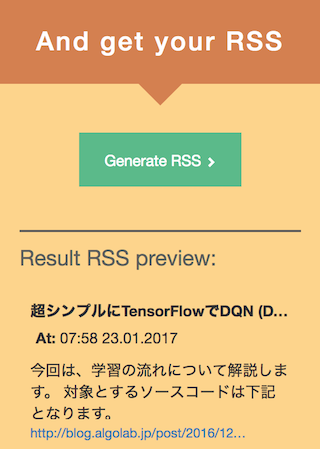 And get your RSS
Generate RSS
Result RSS preview:
超シンプルにTensorFlowでDQN (D...
At: 07:58 23.01.2017
今回は、学習の流れについて解説しま
す。 対象とするソースコードは下記
となります。
http://blog.algolab.jp/post/2016/12...